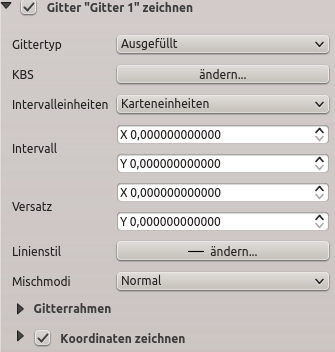 Gitter "Gitter 1" zeichnen
Gittertyp Ausgefüllt
KBS ändern...
Intervalleinheiten Karteneinheiten
Intervall
X 0,000000000000
Y 0,000000000000
Versatz
X 0,000000000000
Y 0,000000000000
Linienstil ändern...
Mischmodi Normal
Gitterrahmen
Koordinaten zeichnen